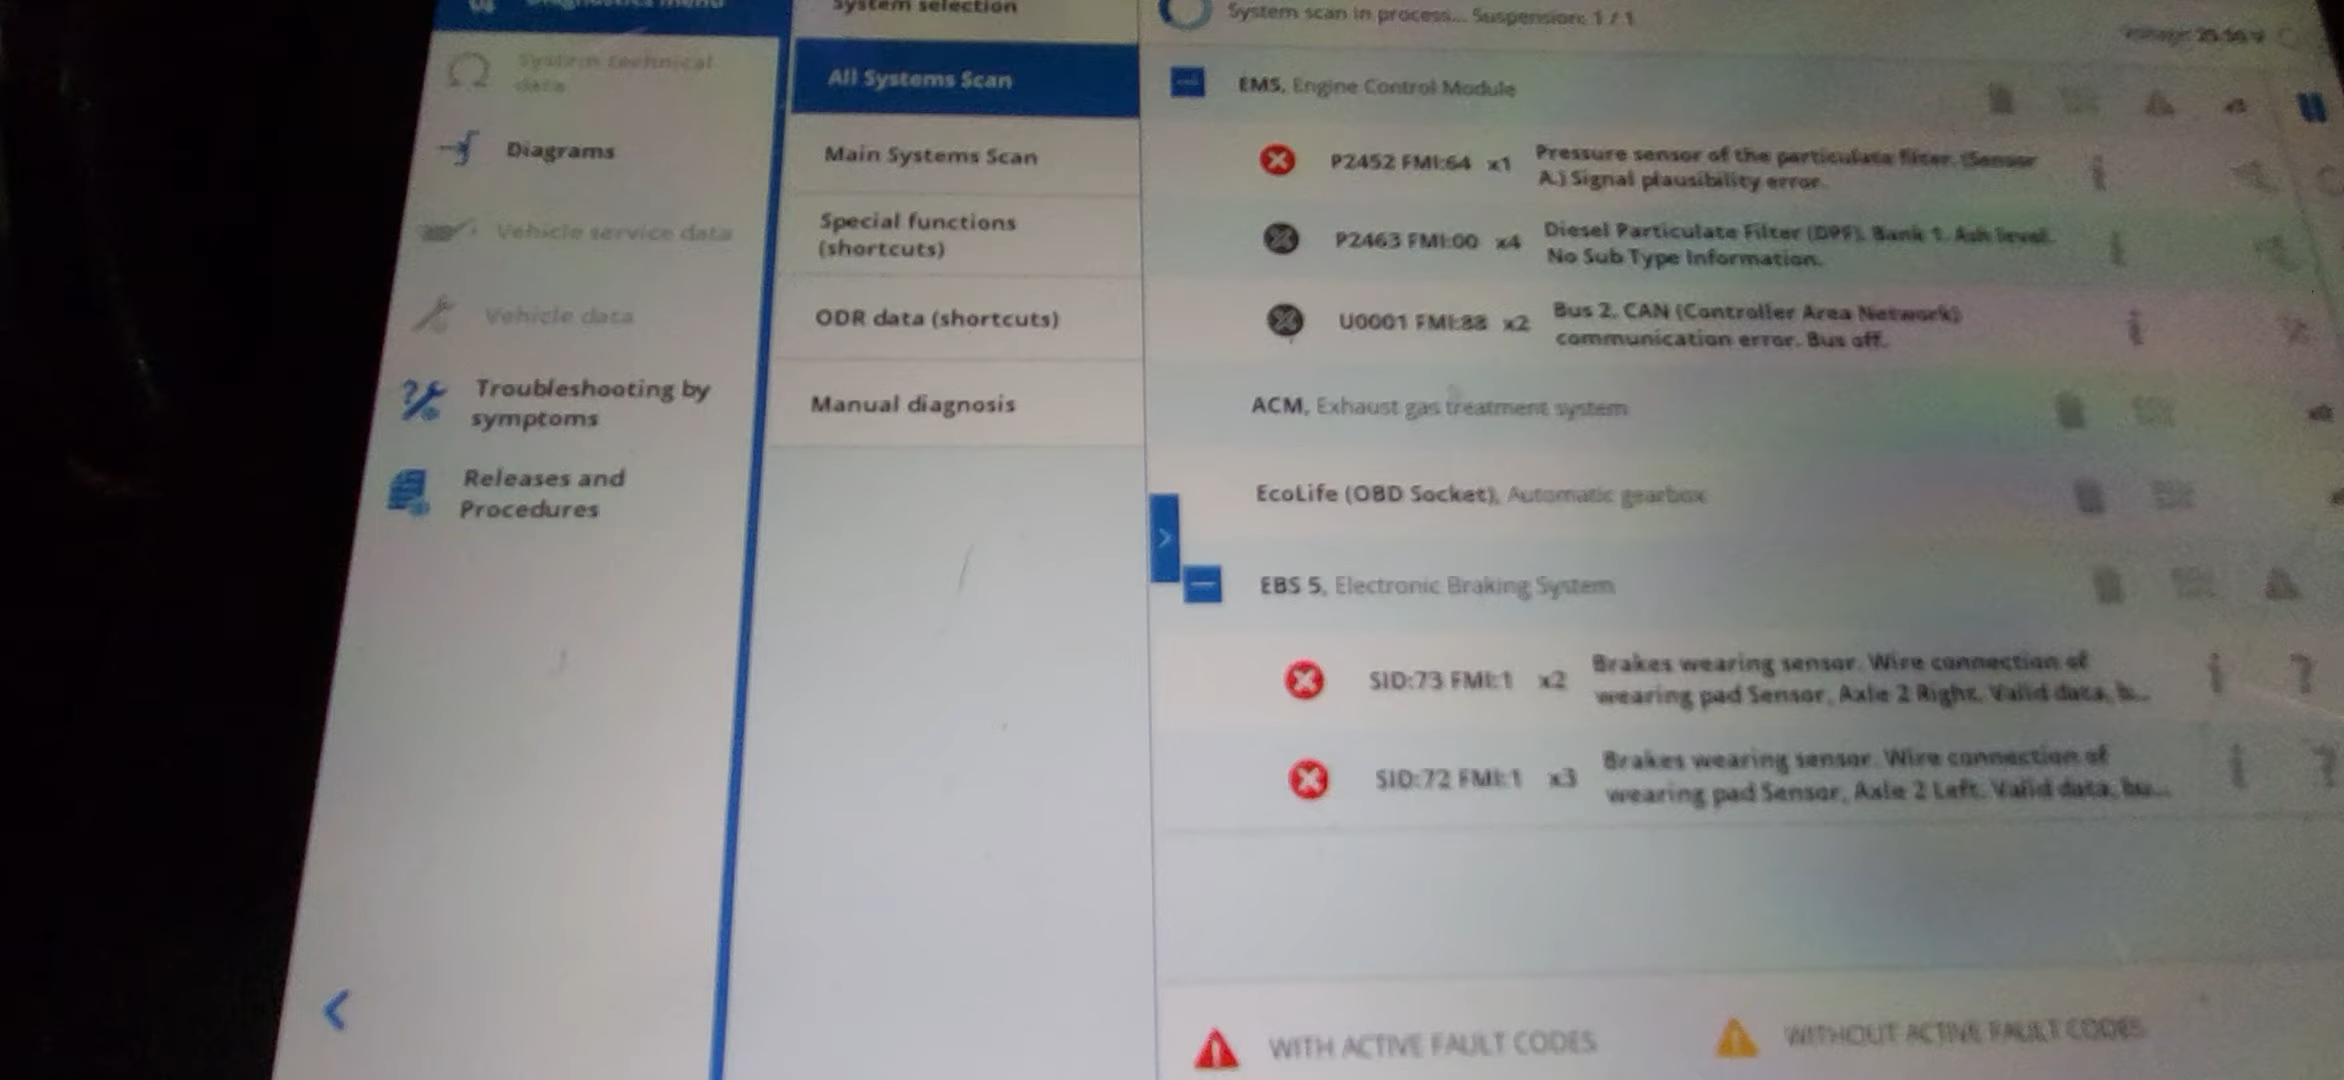 Diagnostics menu
System technical
data
Diagrams
Vehicle service data
Vehicle data
Troubleshooting by
symptoms
Releases and
Procedures
System selection
All Systems Scan
Main Systems Scan
Special functions
(shortcuts)
ODR data (shortcuts)
Manual diagnosis
System scan in process... Suspension: 1 / 1
EMS, Engine Control Module
P2452 FMI:64 x1 Pressure sensor of the particulate filter. (Sensor
A.) Signal plausibility error.
P2463 FMI:00 x4 Diesel Particulate Filter (DPF). Bank 1. Ash level.
No Sub Type Information.
U0001 FMI:88 x2 Bus 2. CAN (Controller Area Network)
communication error. Bus off.
ACM, Exhaust gas treatment system
EcoLife (OBD Socket), Automatic gearbox
EBS 5, Electronic Braking System
SID:73 FMI:1 x2 Brakes wearing sensor. Wire connection of
wearing pad Sensor, Axle 2 Right. Valid data, b...
SID:72 FMI:1 x3 Brakes wearing sensor. Wire connection of
wearing pad Sensor, Axle 2 Left. Valid data, bu...
WITH ACTIVE FAULT CODES
WITHOUT ACTIVE FAULT CODES